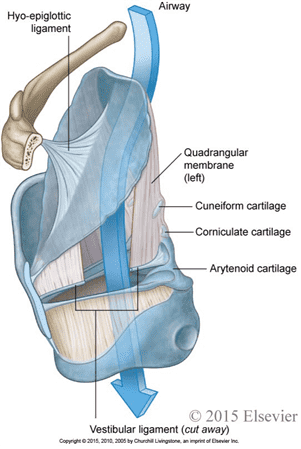 Hyo-epiglottic
ligament
Airway
Quadrangular
membrane
(left)
Cuneiform cartilage
Corniculate cartilage
Arytenoid cartilage
Vestibular ligament (cut away)
© 2015 Elsevier
Copyright © 2015, 2010, 2005 by Churchill Livingstone, an imprint of Elsevier Inc.